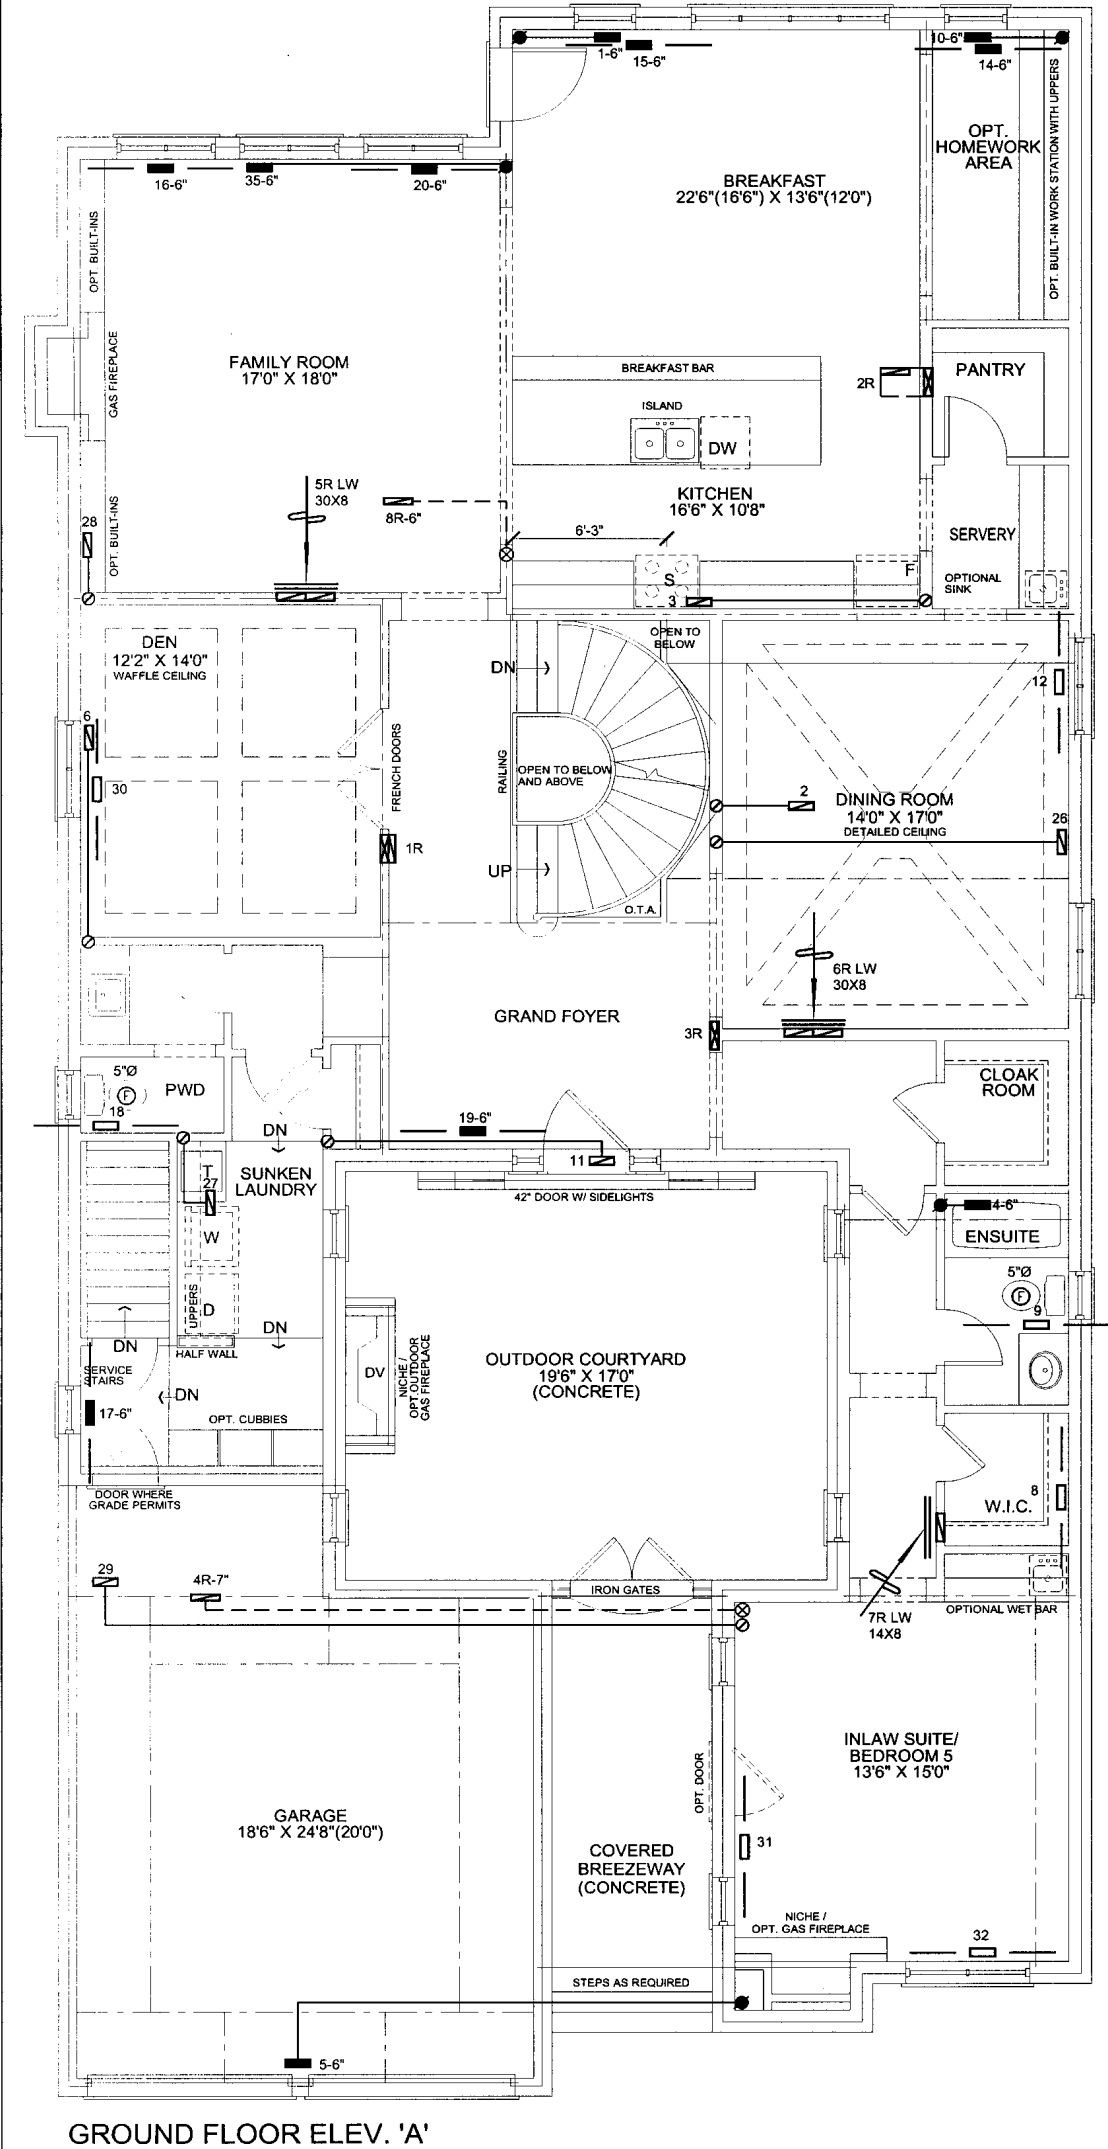 10-6"
1-6"
15-6"
14-6"
OPT.
HOMEWORK
AREA
OPT. BUILT-IN WORK STATION WITH UPPERS
16-6"
35-6"
20-6"
BREAKFAST
22'6"(16'6") X 13'6"(12'0")
OPT. BUILT-INS
GAS FIREPLACE
FAMILY ROOM
17'0" X 18'0"
BREAKFAST BAR
2R
PANTRY
ISLAND
DW
5R LW
30X8
8R-6"
KITCHEN
16'6" X 10'8"
28
OPT. BUILT-INS
6'-3"
SERVERY
S
F
3
OPTIONAL
SINK
DEN
12'2" X 14'0"
WAFFLE CEILING
OPEN TO
BELOW
DN
12
6
30
FRENCH DOORS
RAILING
OPEN TO BELOW
AND ABOVE
2
DINING ROOM
14'0" X 17'0"
DETAILED CEILING
26
1R
UP
O.T.A.
6R LW
30X8
GRAND FOYER
3R
5"Ø
F
PWD
18
CLOAK
ROOM
19-6"
DN
11
T
27
SUNKEN
LAUNDRY
42" DOOR W/ SIDELIGHTS
4-6"
W
ENSUITE
5"Ø
F
9
UPPERS
D
DN
DN
HALF WALL
SERVICE
STAIRS
DN
17-6"
OPT. CUBBIES
DV
NICHE /
OPT.OUTDOOR
GAS FIREPLACE
OUTDOOR COURTYARD
19'6" X 17'0"
(CONCRETE)
DOOR WHERE
GRADE PERMITS
8
W.I.C.
29
4R-7"
IRON GATES
7R LW
14X8
OPTIONAL WET BAR
INLAW SUITE/
BEDROOM 5
13'6" X 15'0"
OPT. DOOR
GARAGE
18'6" X 24'8"(20'0")
31
COVERED
BREEZEWAY
(CONCRETE)
NICHE /
OPT. GAS FIREPLACE
32
STEPS AS REQUIRED
5-6"
GROUND FLOOR ELEV. 'A'